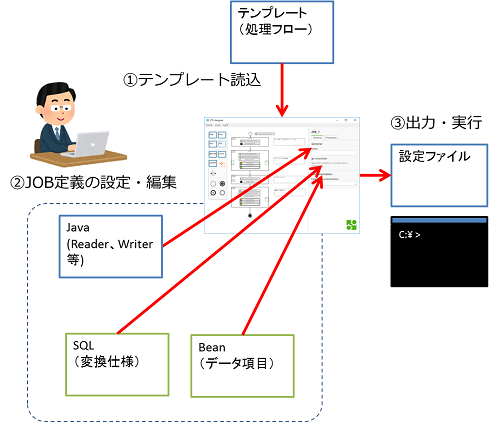 テンプレート
（処理フロー）
①テンプレート読込
③出力・実行
設定ファイル
②JOB定義の設定・編集
Java
(Reader、Writer
等)
C:¥ >
SQL
（変換仕様）
Bean
（データ項目）